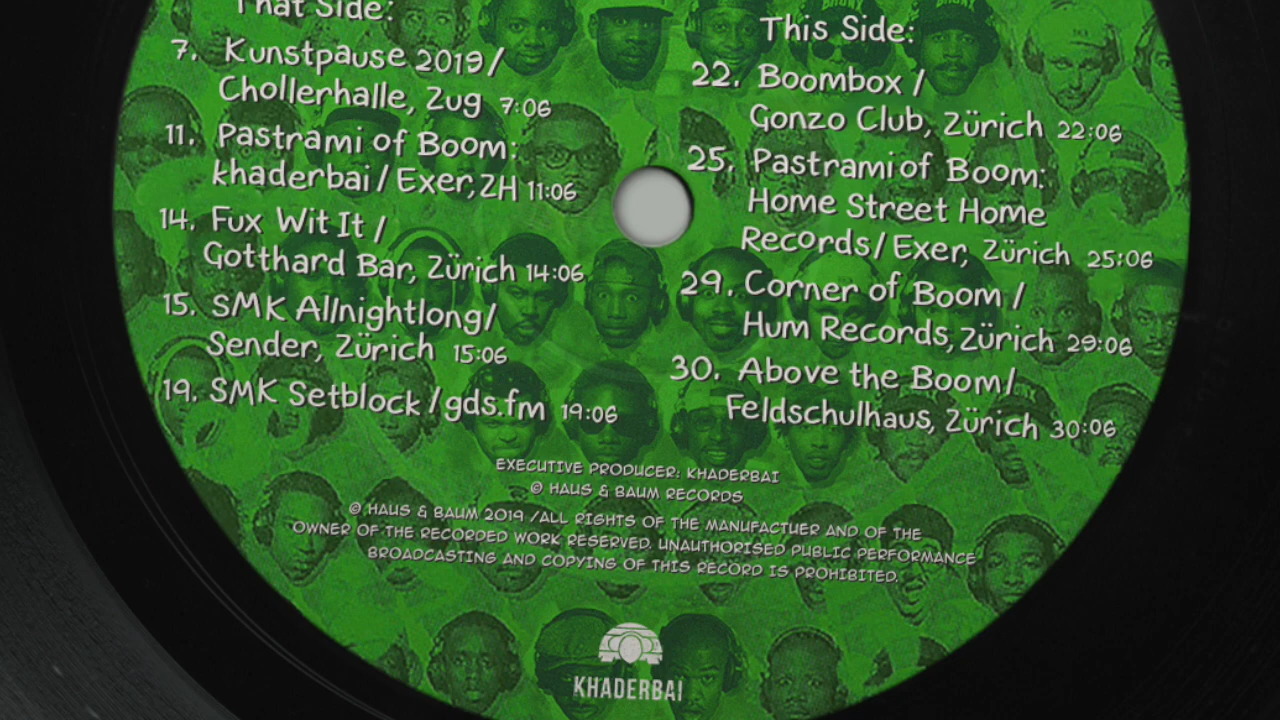 That Side:
7. Kunstpause 2019/
Chollerhalle, Zug 7:06
11. Pastrami of Boom:
khaderbai / Exer, ZH 11:06
14. Fux Wit It /
Gotthard Bar, Zürich 14:06
15. SMK Allnightlong/
Sender, Zürich 15:06
19. SMK Setblock / gds.fm 19:06
This Side:
22. Boombox /
Gonzo Club, Zürich 22:06
25. Pastrami of Boom:
Home Street Home
Records/ Exer, Zürich 25:06
29. Corner of Boom /
Hum Records, Zürich 29:06
30. Above the Boom/
Feldschulhaus, Zürich 30:06
EXECUTIVE PRODUCER: KHADERBAI
© HAUS & BAUM RECORDS
© HAUS & BAUM 2019 /ALL RIGHTS OF THE MANUFACTUER AND OF THE
OWNER OF THE RECORDED WORK RESERVED. UNAUTHORISED PUBLIC PERFORMANCE
BROADCASTING AND COPYING OF THIS RECORD IS PROHIBITED.
KHADERBAI